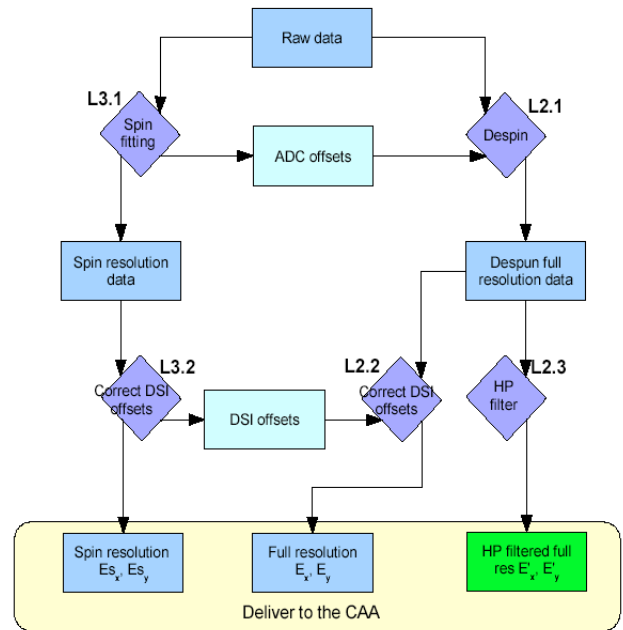 Raw data
L3.1
L2.1
Spin
fitting
ADC offsets
Despin
Spin resolution
data
Despun full
resolution data
L3.2
L2.2
L2.3
Correct DSI
offsets
DSI offsets
Correct DSI
offsets
HP
filter
Spin resolution
Esx, Esy
Full resolution
Ex, Ey
HP filtered full
res E'x, E'y
Deliver to the CAA